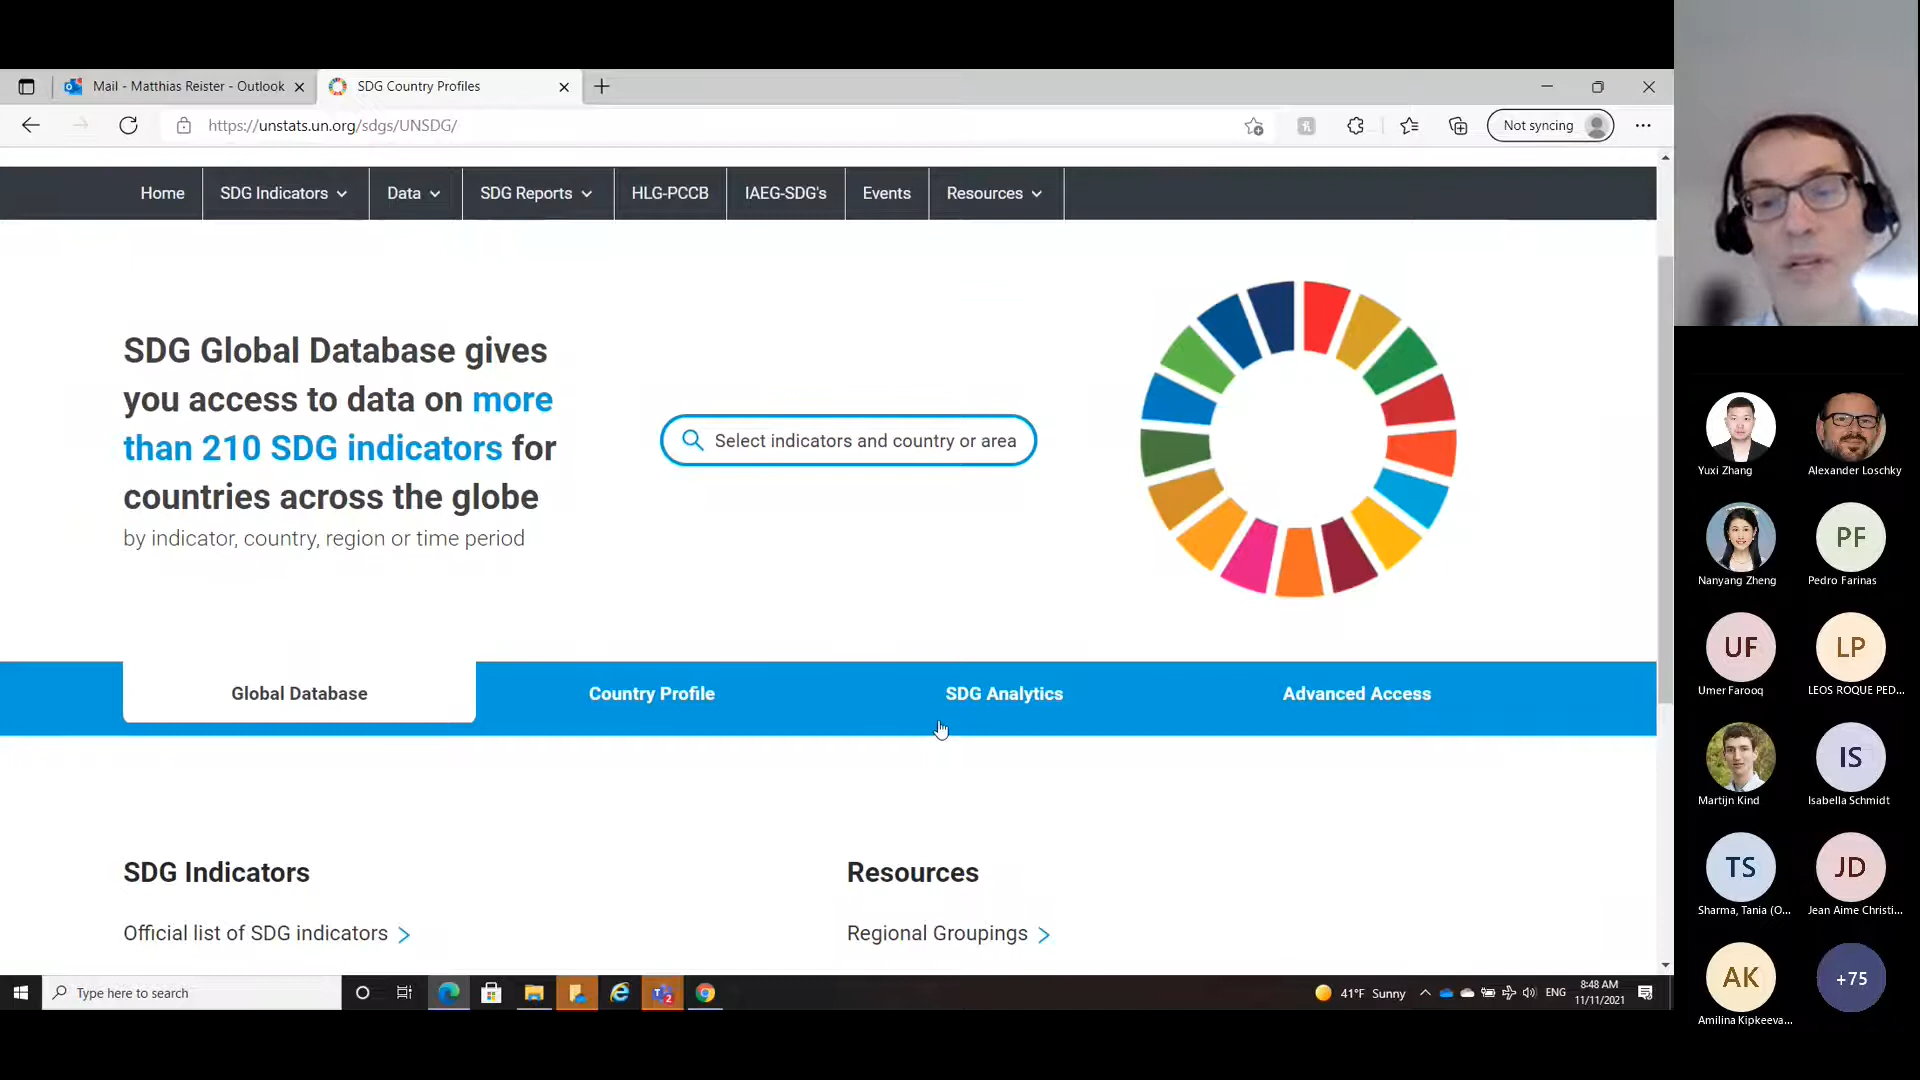 Mail - Matthias Reister - Outlook
SDG Country Profiles
https://unstats.un.org/sdgs/UNSDG/
Not syncing
Home
SDG Indicators
Data
SDG Reports
HLG-PCCB
IAEG-SDG's
Events
Resources
SDG Global Database gives
you access to data on more
than 210 SDG indicators for
countries across the globe
by indicator, country, region or time period
Select indicators and country or area
Global Database
Country Profile
SDG Analytics
Advanced Access
SDG Indicators
Resources
Official list of SDG indicators
Regional Groupings
Type here to search
41°F Sunny
ENG
8:48 AM
11/11/2021
Yuxi Zhang
Alexander Loschky
Nanyang Zheng
PF
Pedro Farinas
UF
Umer Farooq
LP
LEOS ROQUE PED...
Martijn Kind
IS
Isabella Schmidt
TS
Sharma, Tania (O...
JD
Jean Aime Christi...
AK
Amilina Kipkeeva...
+75